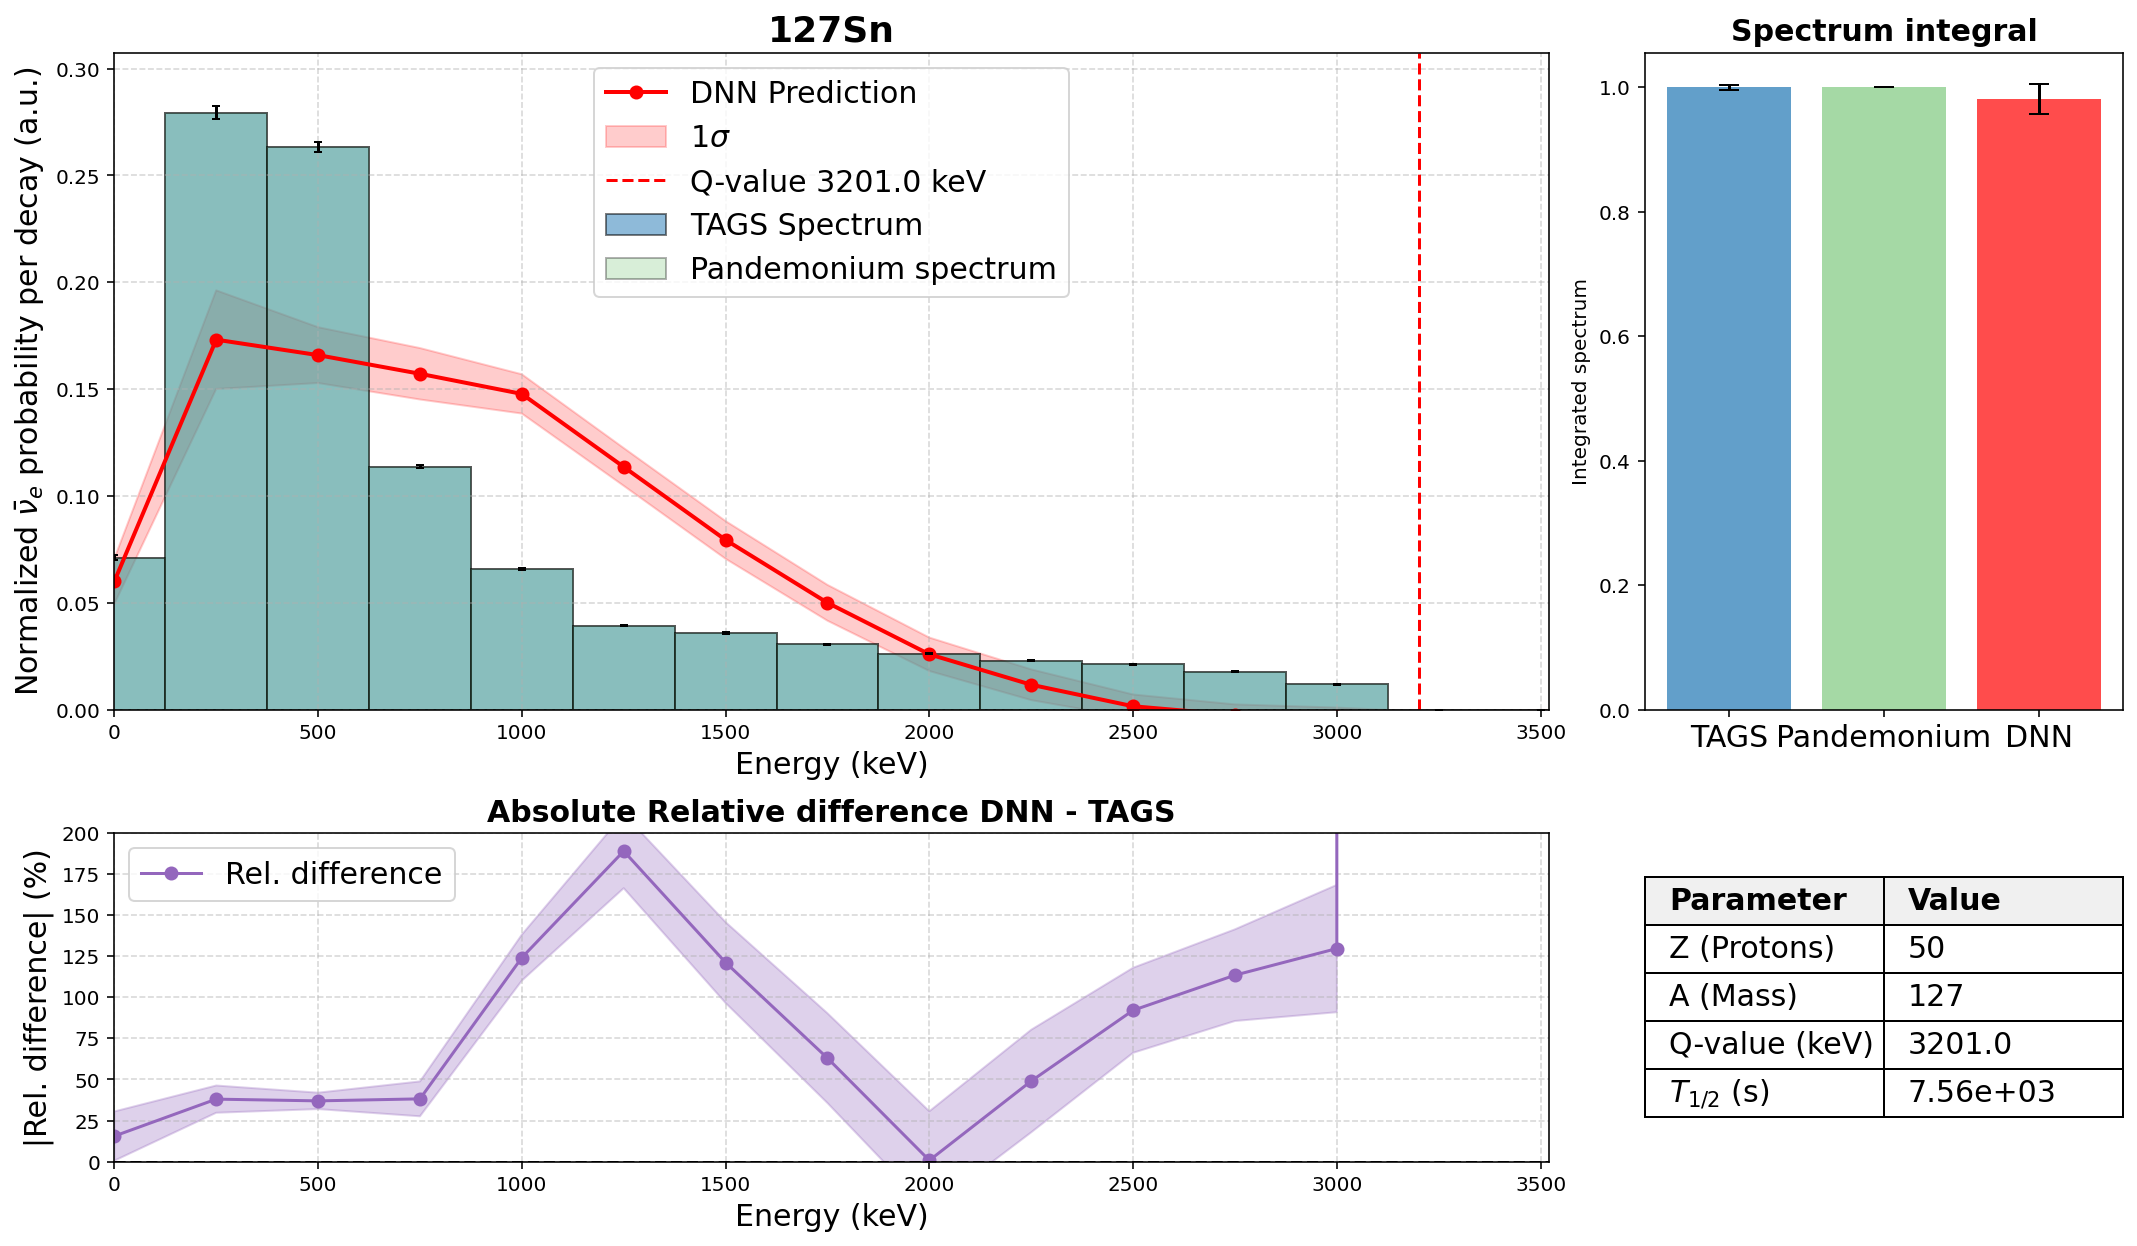 127Sn
Normalized ν̄e probability per decay (a.u.)
0.30
0.25
0.20
0.15
0.10
0.05
0.00
DNN Prediction
1σ
Q-value 3201.0 keV
TAGS Spectrum
Pandemonium spectrum
0 500 1000 1500 2000 2500 3000 3500
Energy (keV)
Spectrum integral
Integrated spectrum
1.0
0.8
0.6
0.4
0.2
0.0
TAGS Pandemonium DNN
Absolute Relative difference DNN - TAGS
|Rel. difference| (%)
200
175
150
125
100
75
50
25
0
Rel. difference
0 500 1000 1500 2000 2500 3000 3500
Energy (keV)
Parameter Value
Z (Protons) 50
A (Mass) 127
Q-value (keV) 3201.0
T1/2 (s) 7.56e+03